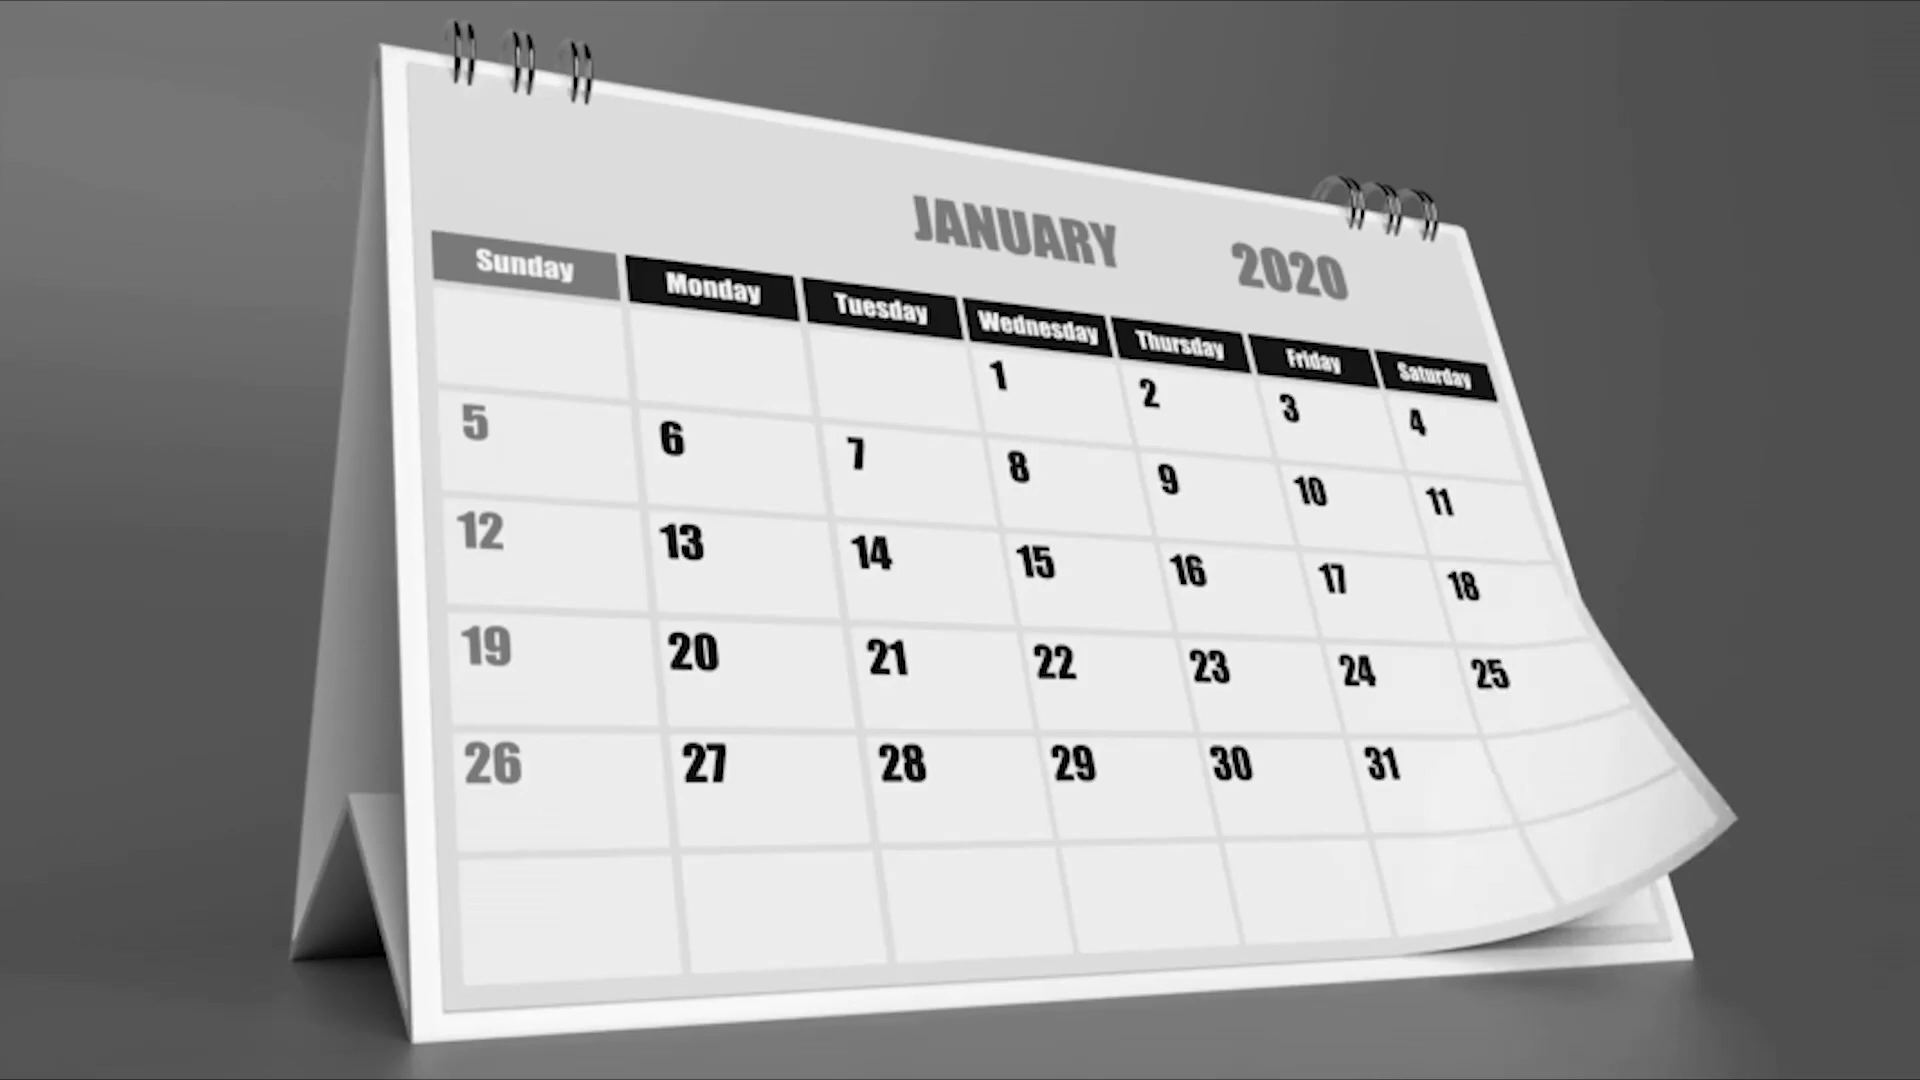 JANUARY 2020
Sunday Monday Tuesday Wednesday Thursday Friday Saturday
1 2 3 4
5 6 7 8 9 10 11
12 13 14 15 16 17 18
19 20 21 22 23 24 25
26 27 28 29 30 31